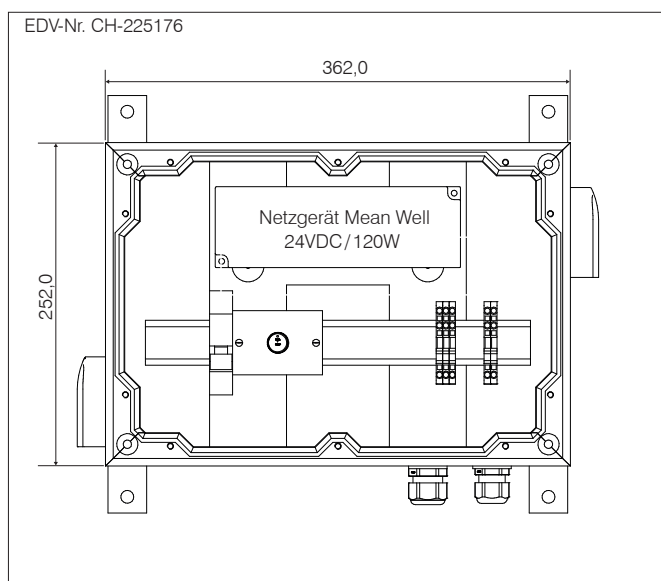 EDV-Nr. CH-225176
362,0
252,0
Netzgerät Mean Well
24VDC/120W